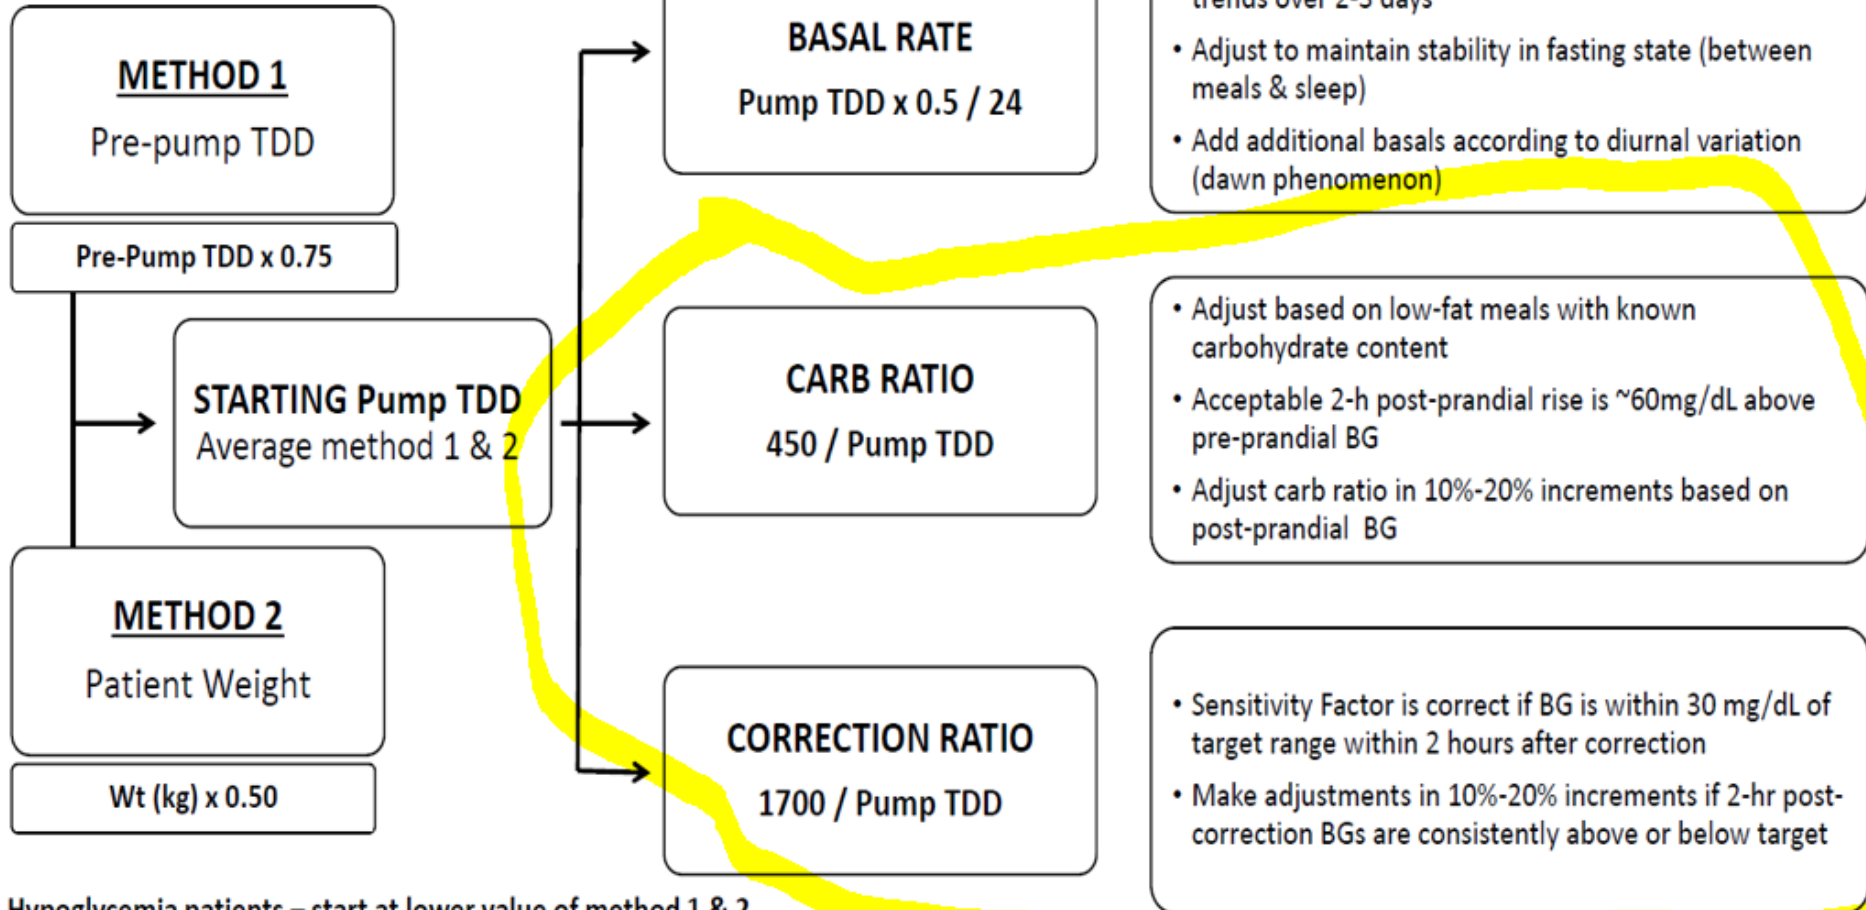 METHOD 1
Pre-pump TDD
Pre-Pump TDD x 0.75
STARTING Pump TDD
Average method 1 & 2
METHOD 2
Patient Weight
Wt (kg) x 0.50
BASAL RATE
Pump TDD x 0.5 / 24
CARB RATIO
450 / Pump TDD
CORRECTION RATIO
1700 / Pump TDD
trends over 2-3 days
• Adjust to maintain stability in fasting state (between
meals & sleep)
• Add additional basals according to diurnal variation
(dawn phenomenon)
• Adjust based on low-fat meals with known
carbohydrate content
• Acceptable 2-h post-prandial rise is ~60mg/dL above
pre-prandial BG
• Adjust carb ratio in 10%-20% increments based on
post-prandial BG
• Sensitivity Factor is correct if BG is within 30 mg/dL of
target range within 2 hours after correction
• Make adjustments in 10%-20% increments if 2-hr post-
correction BGs are consistently above or below target
Hypoglycemia patients – start at lower value of method 1 & 2